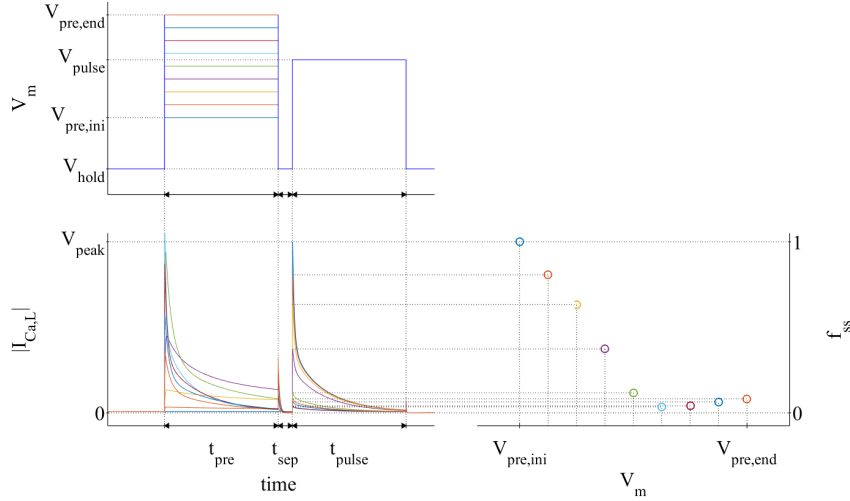 V_pre,end
V_pulse
V_m
V_pre,ini
V_hold
V_peak
1
|I_Ca,L|
f_ss
0
0
t_pre
t_sep
t_pulse
V_pre,ini
V_pre,end
time
V_m